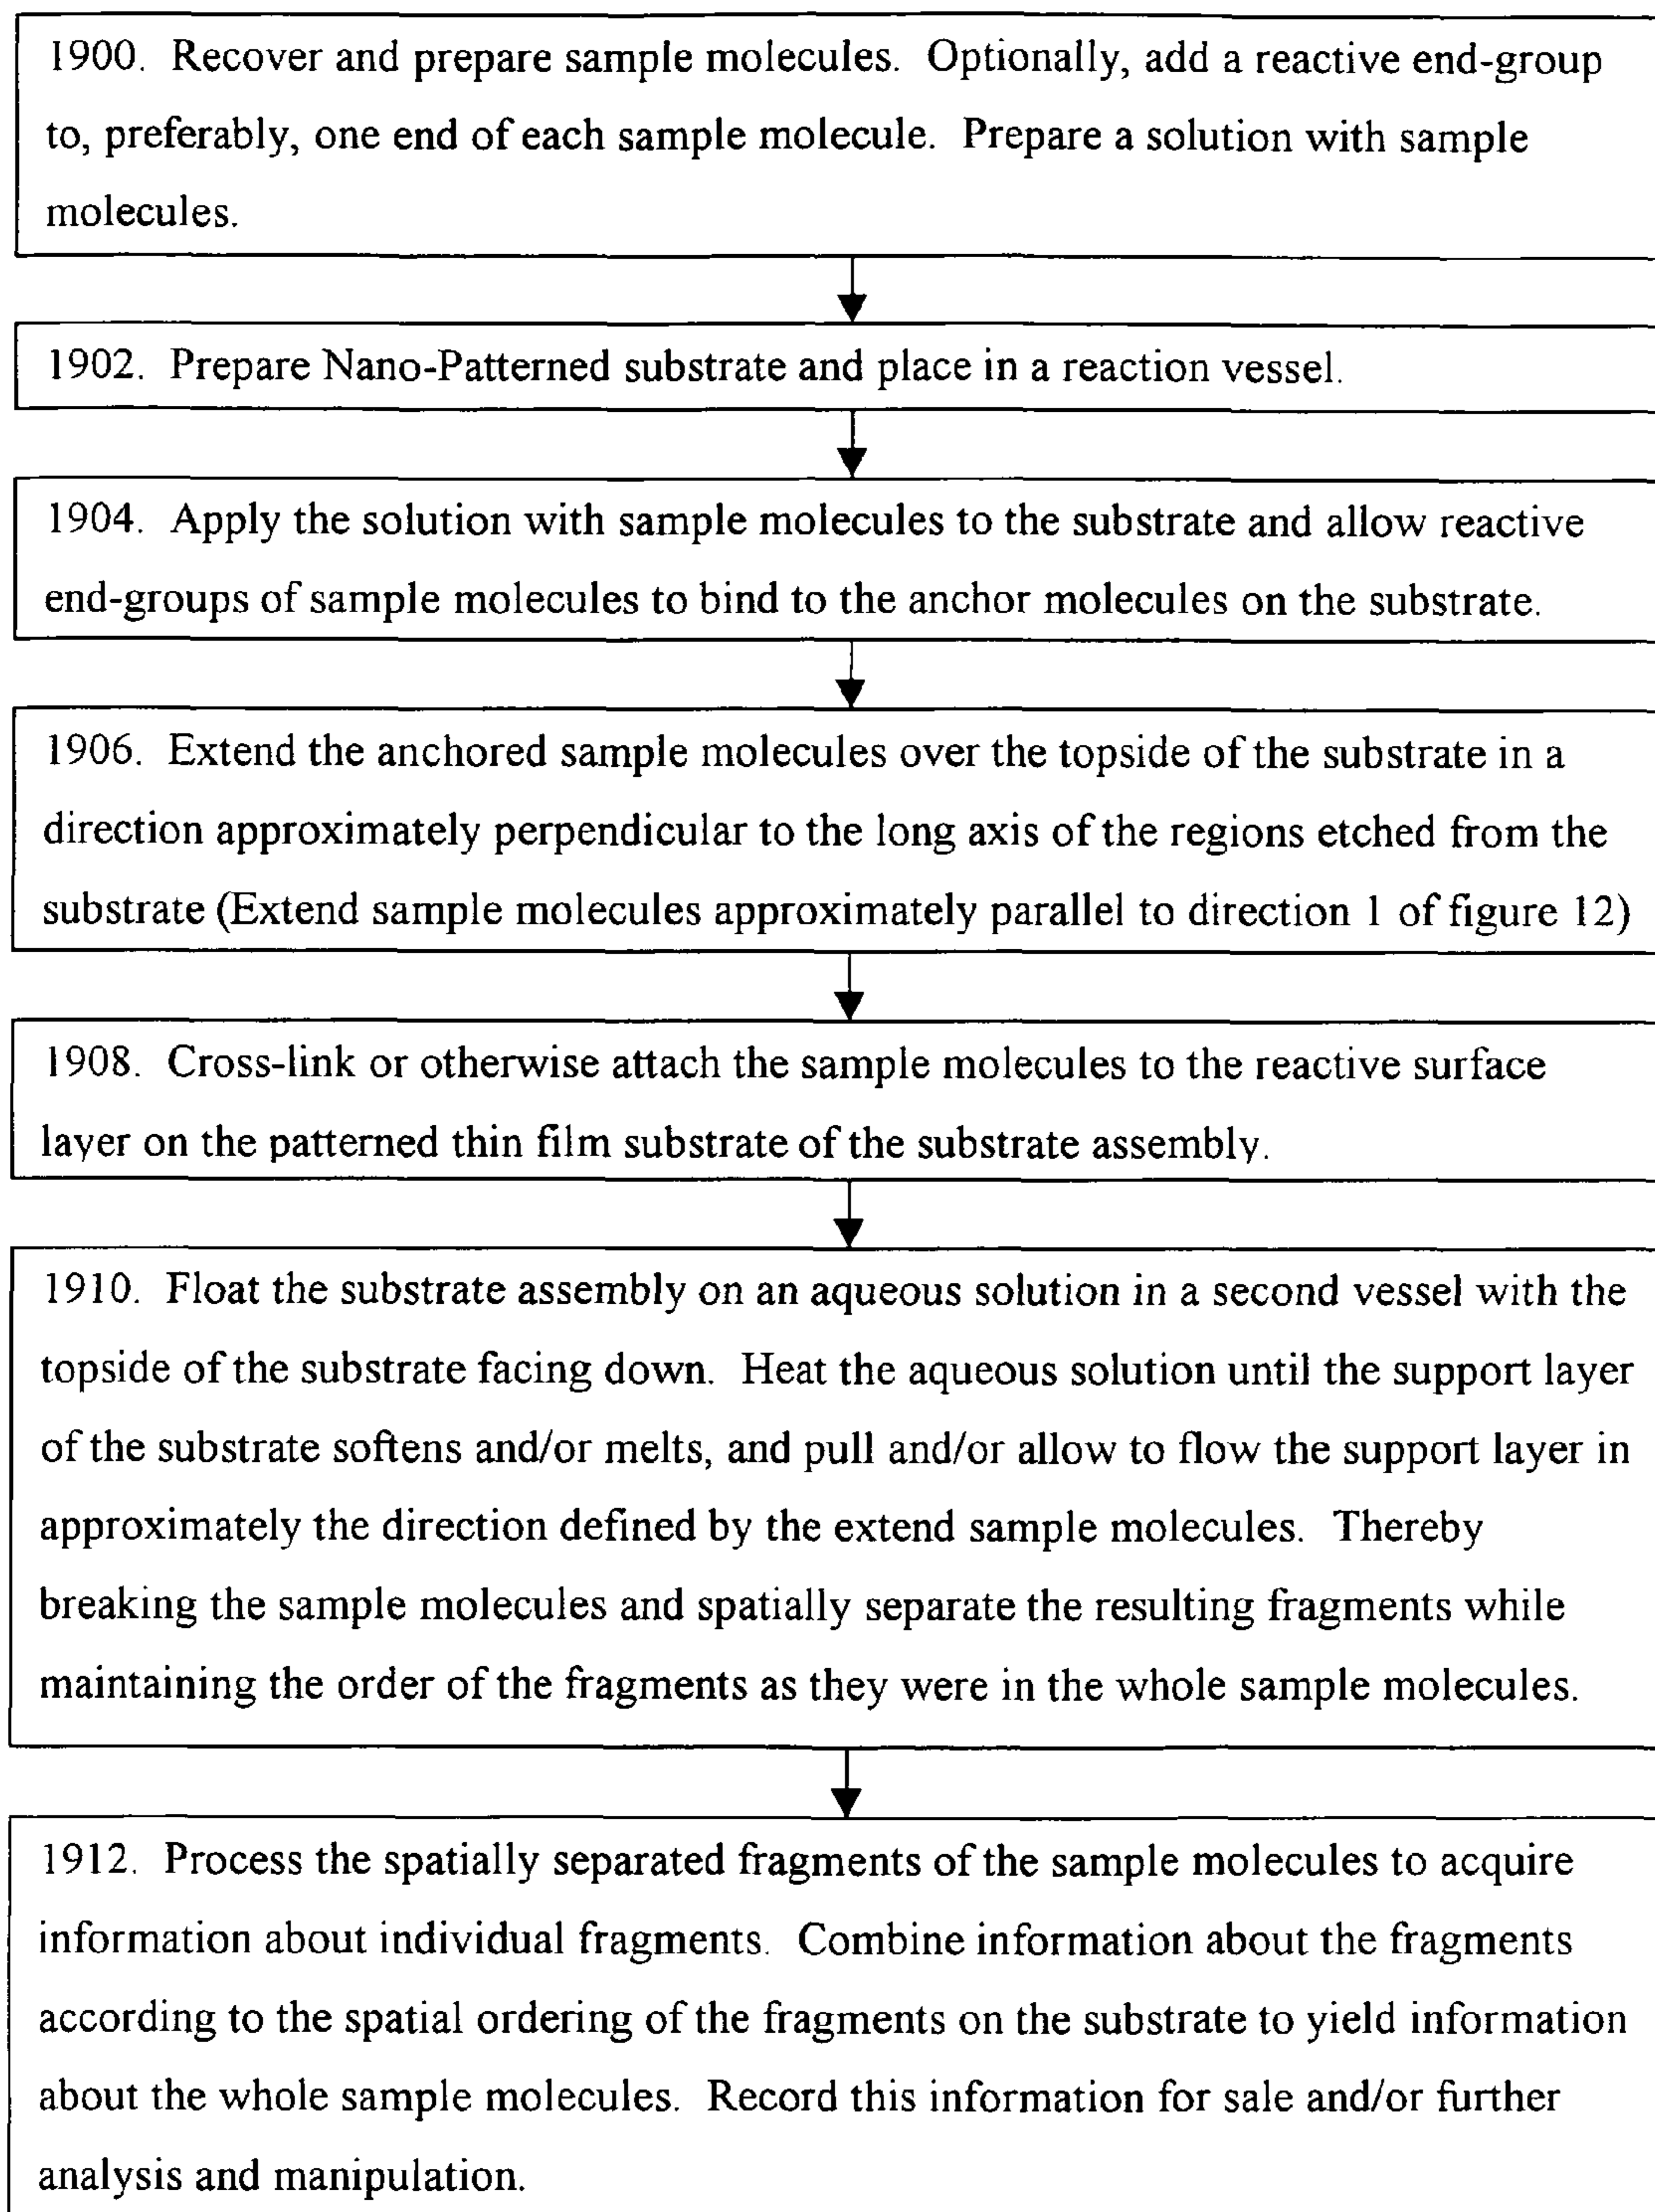 1900. Recover and prepare sample molecules. Optionally, add a reactive end-group
to, preferably, one end of each sample molecule. Prepare a solution with sample
molecules.
1902. Prepare Nano-Patterned substrate and place in a reaction vessel.
1904. Apply the solution with sample molecules to the substrate and allow reactive
end-groups of sample molecules to bind to the anchor molecules on the substrate.
1906. Extend the anchored sample molecules over the topside of the substrate in a
direction approximately perpendicular to the long axis of the regions etched from the
substrate (Extend sample molecules approximately parallel to direction 1 of figure 12)
1908. Cross-link or otherwise attach the sample molecules to the reactive surface
layer on the patterned thin film substrate of the substrate assembly.
1910. Float the substrate assembly on an aqueous solution in a second vessel with the
topside of the substrate facing down. Heat the aqueous solution until the support layer
of the substrate softens and/or melts, and pull and/or allow to flow the support layer in
approximately the direction defined by the extend sample molecules. Thereby
breaking the sample molecules and spatially separate the resulting fragments while
maintaining the order of the fragments as they were in the whole sample molecules.
1912. Process the spatially separated fragments of the sample molecules to acquire
information about individual fragments. Combine information about the fragments
according to the spatial ordering of the fragments on the substrate to yield information
about the whole sample molecules. Record this information for sale and/or further
analysis and manipulation.